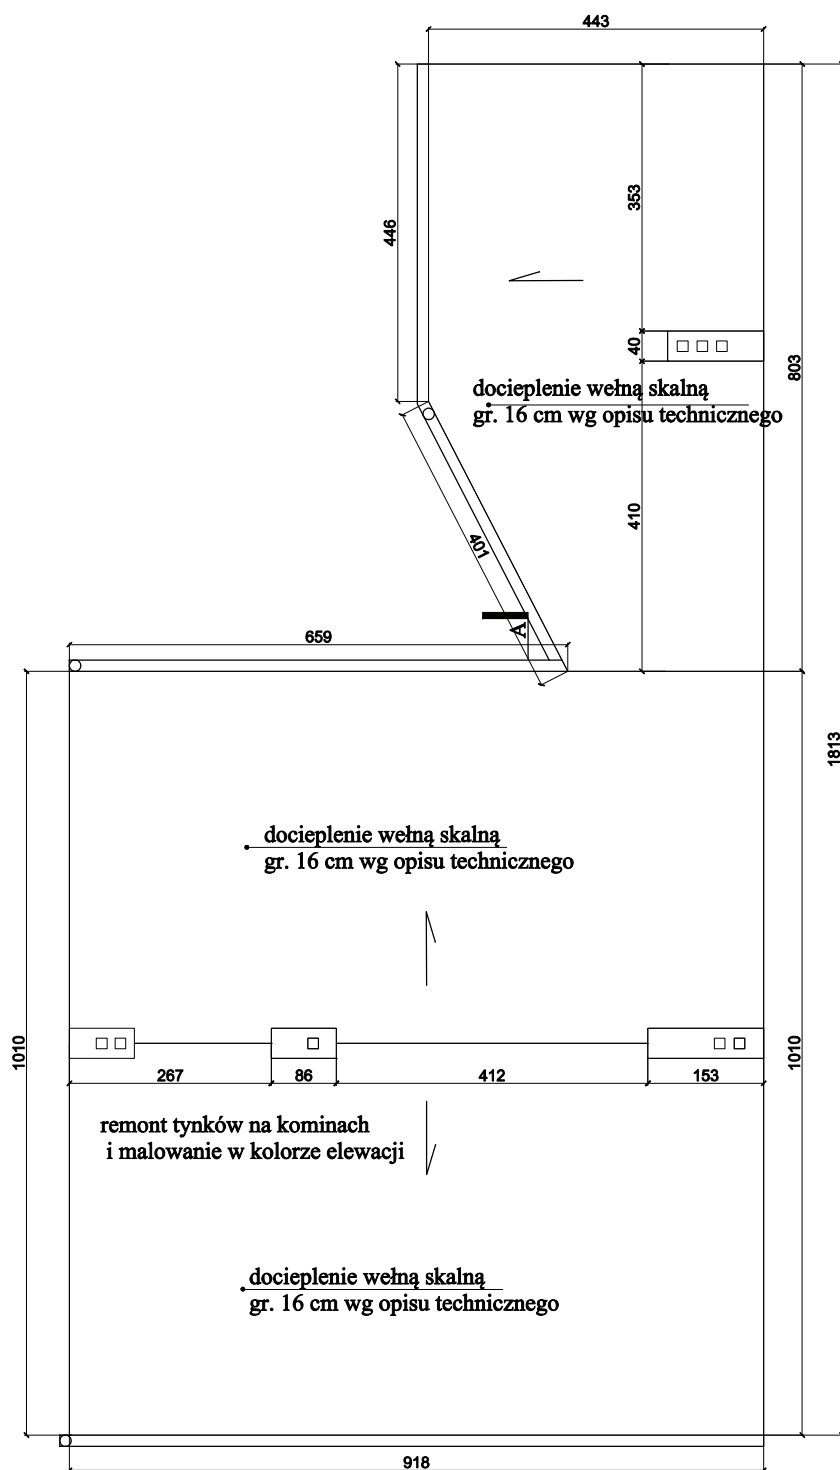 443
446
353
40
803
docieplenie wełną skalną
gr. 16 cm wg opisu technicznego
410
401
A
659
1813
docieplenie wełną skalną
gr. 16 cm wg opisu technicznego
1010
1010
267
86
412
153
remont tynków na kominach
i malowanie w kolorze elewacji
docieplenie wełną skalną
gr. 16 cm wg opisu technicznego
918